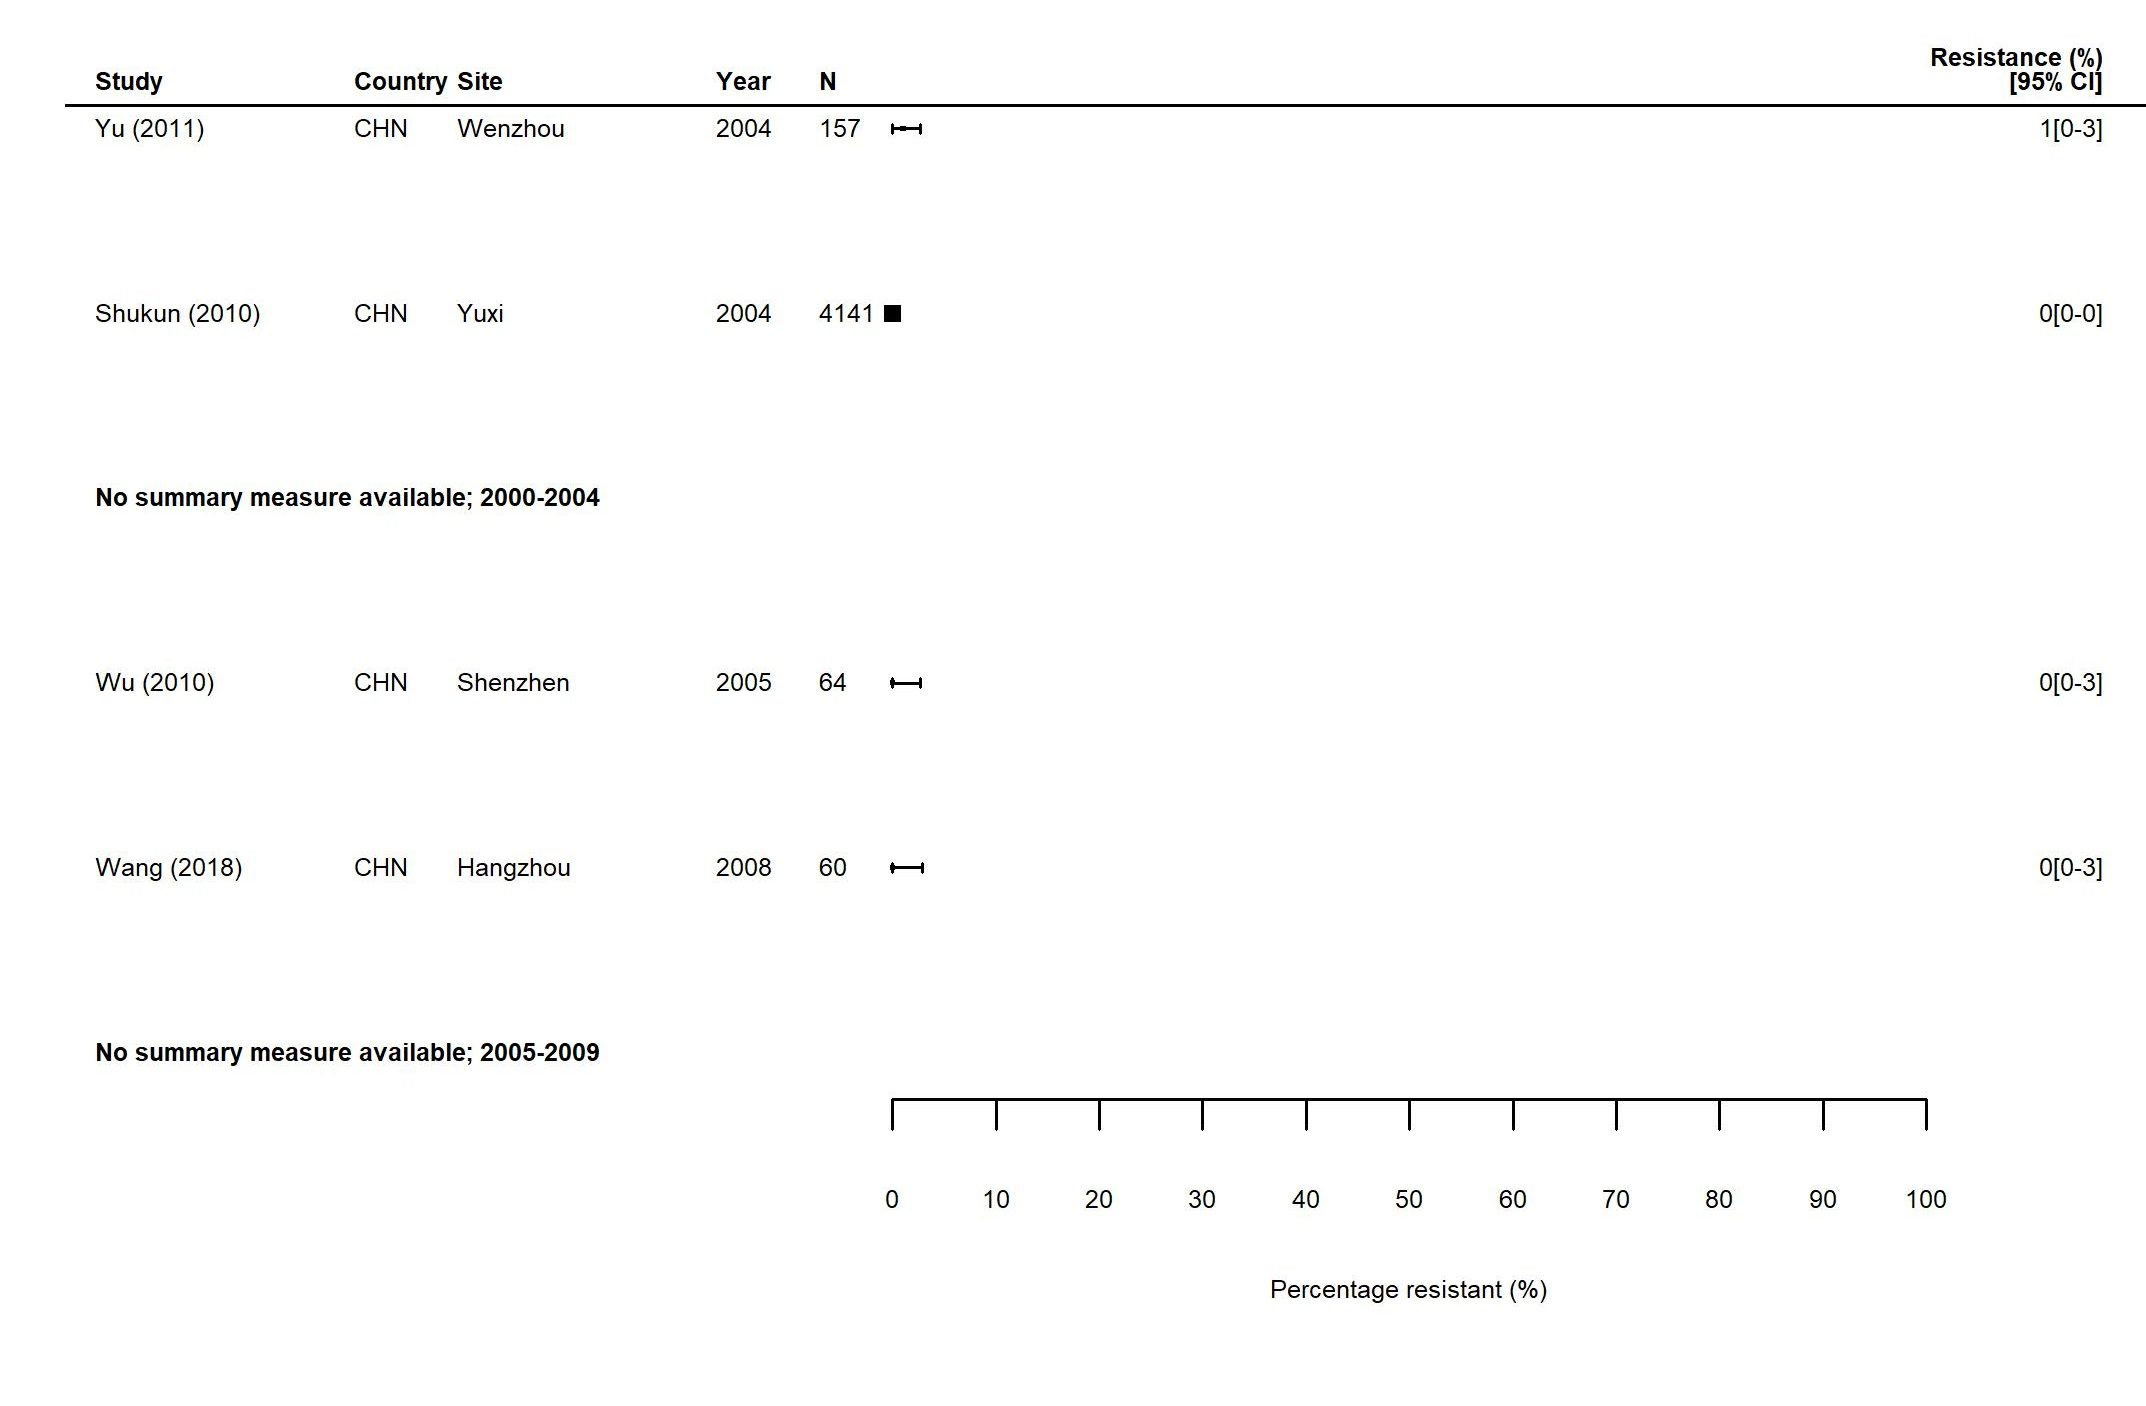 Study Country Site Year N Resistance (%) [95% CI]
Yu (2011) CHN Wenzhou 2004 157 1[0-3]
Shukun (2010) CHN Yuxi 2004 4141 0[0-0]
No summary measure available; 2000-2004
Wu (2010) CHN Shenzhen 2005 64 0[0-3]
Wang (2018) CHN Hangzhou 2008 60 0[0-3]
No summary measure available; 2005-2009
0 10 20 30 40 50 60 70 80 90 100
Percentage resistant (%)